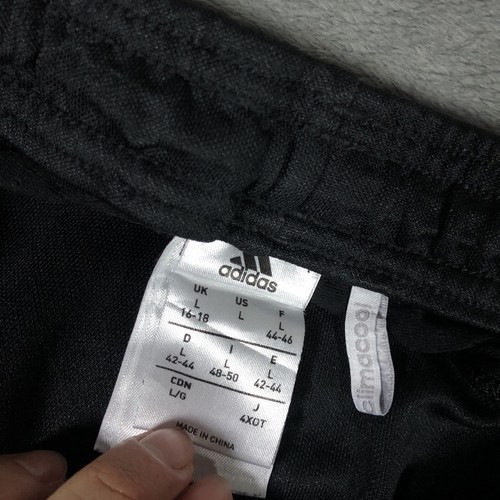 adidas
UK US F
L L L
16-18 44-46
D I E
L L L
42-44 48-50 42-44
CDN J
L/G 4XOT
MADE IN CHINA
climacool